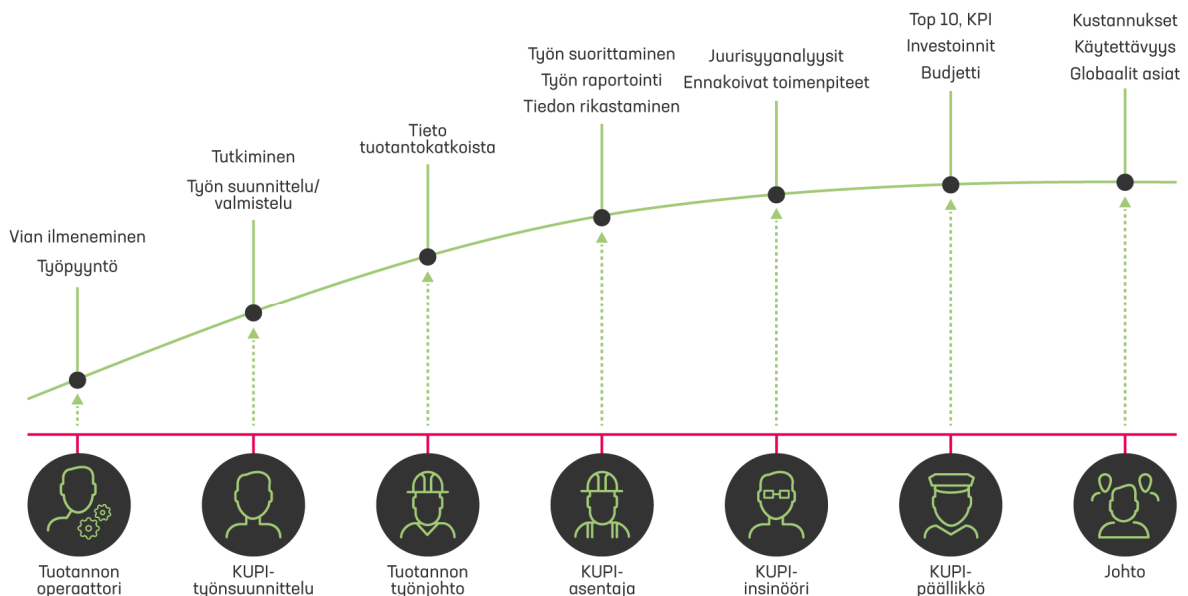 Vian ilmeneminen
Työpyyntö
Tutkiminen
Työn suunnittelu/
valmistelu
Tieto
tuotantokatkoista
Työn suorittaminen
Työn raportointi
Tiedon rikastaminen
Juurisyyanalyysit
Ennakoivat toimenpiteet
Top 10, KPI
Investoinnit
Budjetti
Kustannukset
Käytettävyys
Globaalit asiat
Tuotannon
operaattori
KUPI-
työnsuunnittelu
Tuotannon
työnjohto
KUPI-
asentaja
KUPI-
insinööri
KUPI-
päällikkö
Johto